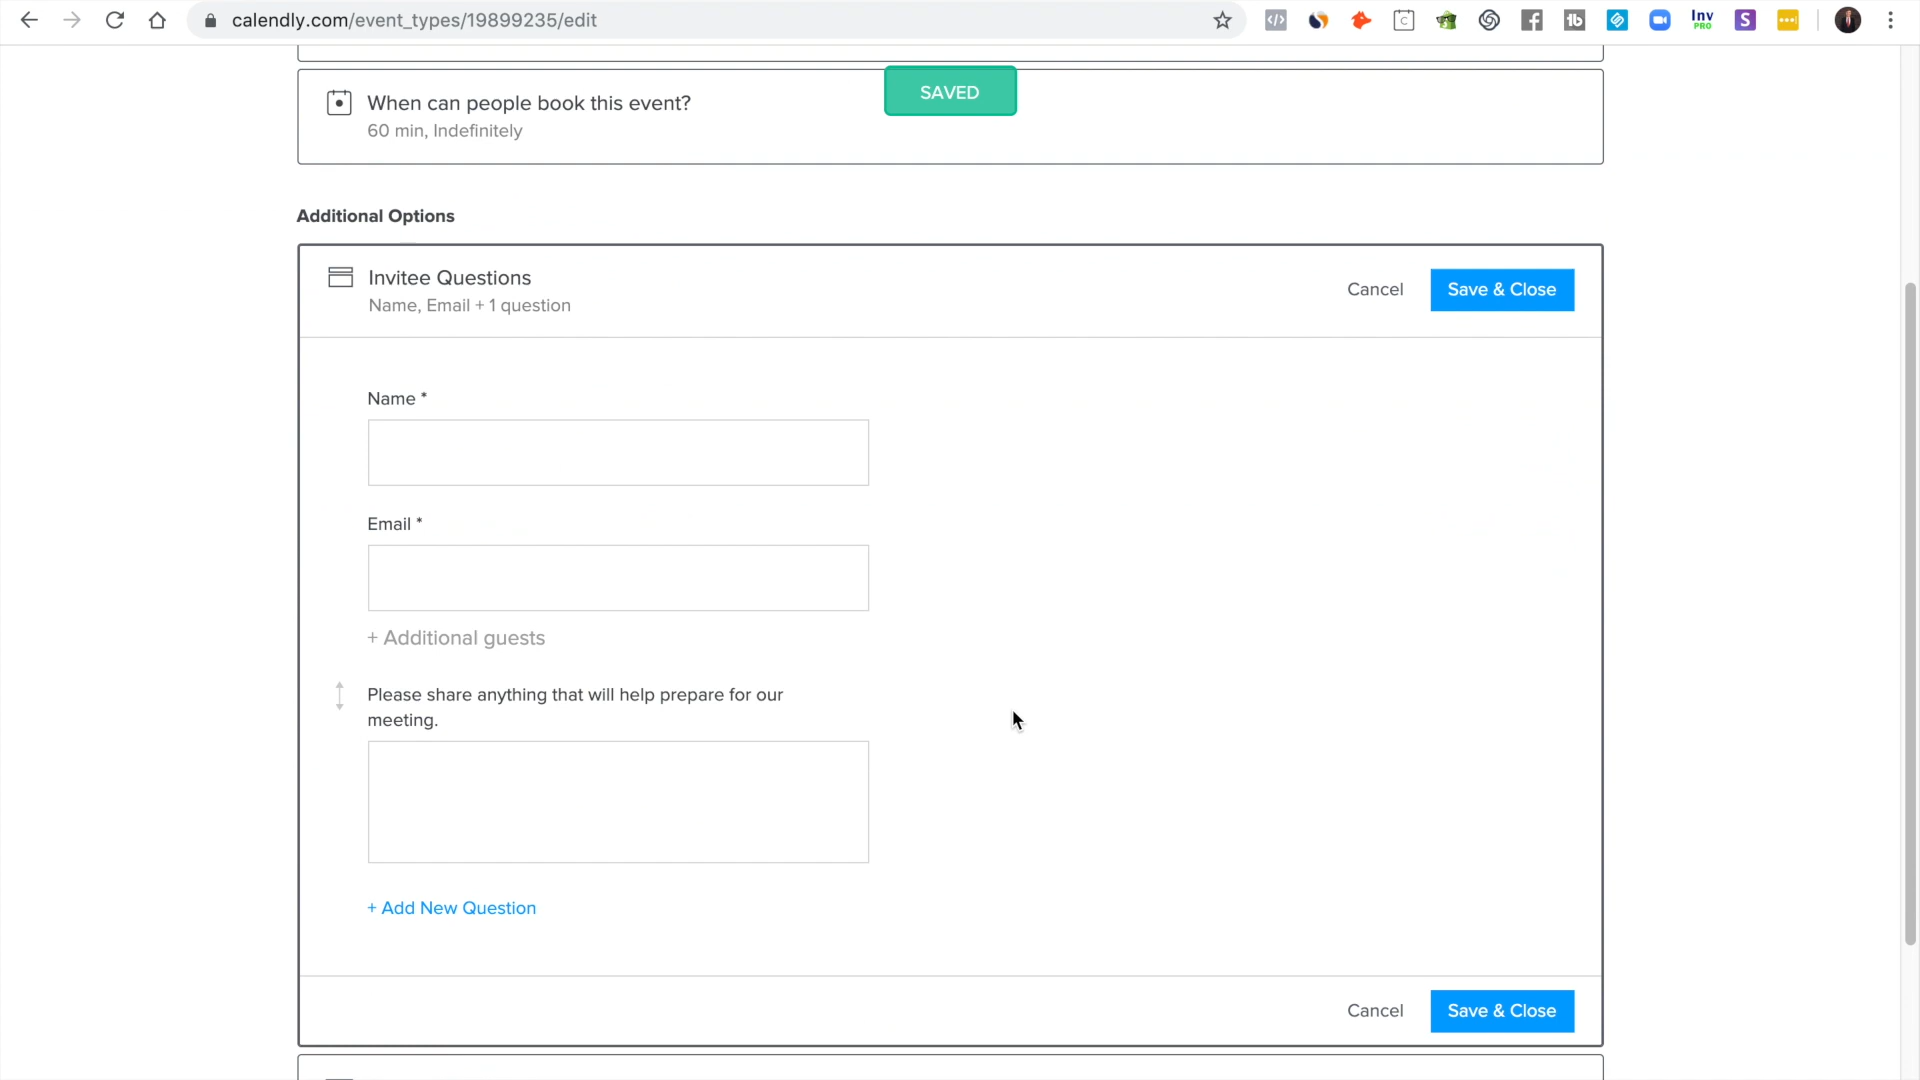 calendly.com/event_types/19899235/edit
Inv
PRO
When can people book this event?
60 min, Indefinitely
SAVED
Additional Options
Invitee Questions
Name, Email + 1 question
Cancel
Save & Close
Name *
Email *
+ Additional guests
Please share anything that will help prepare for our
meeting.
+ Add New Question
Cancel
Save & Close